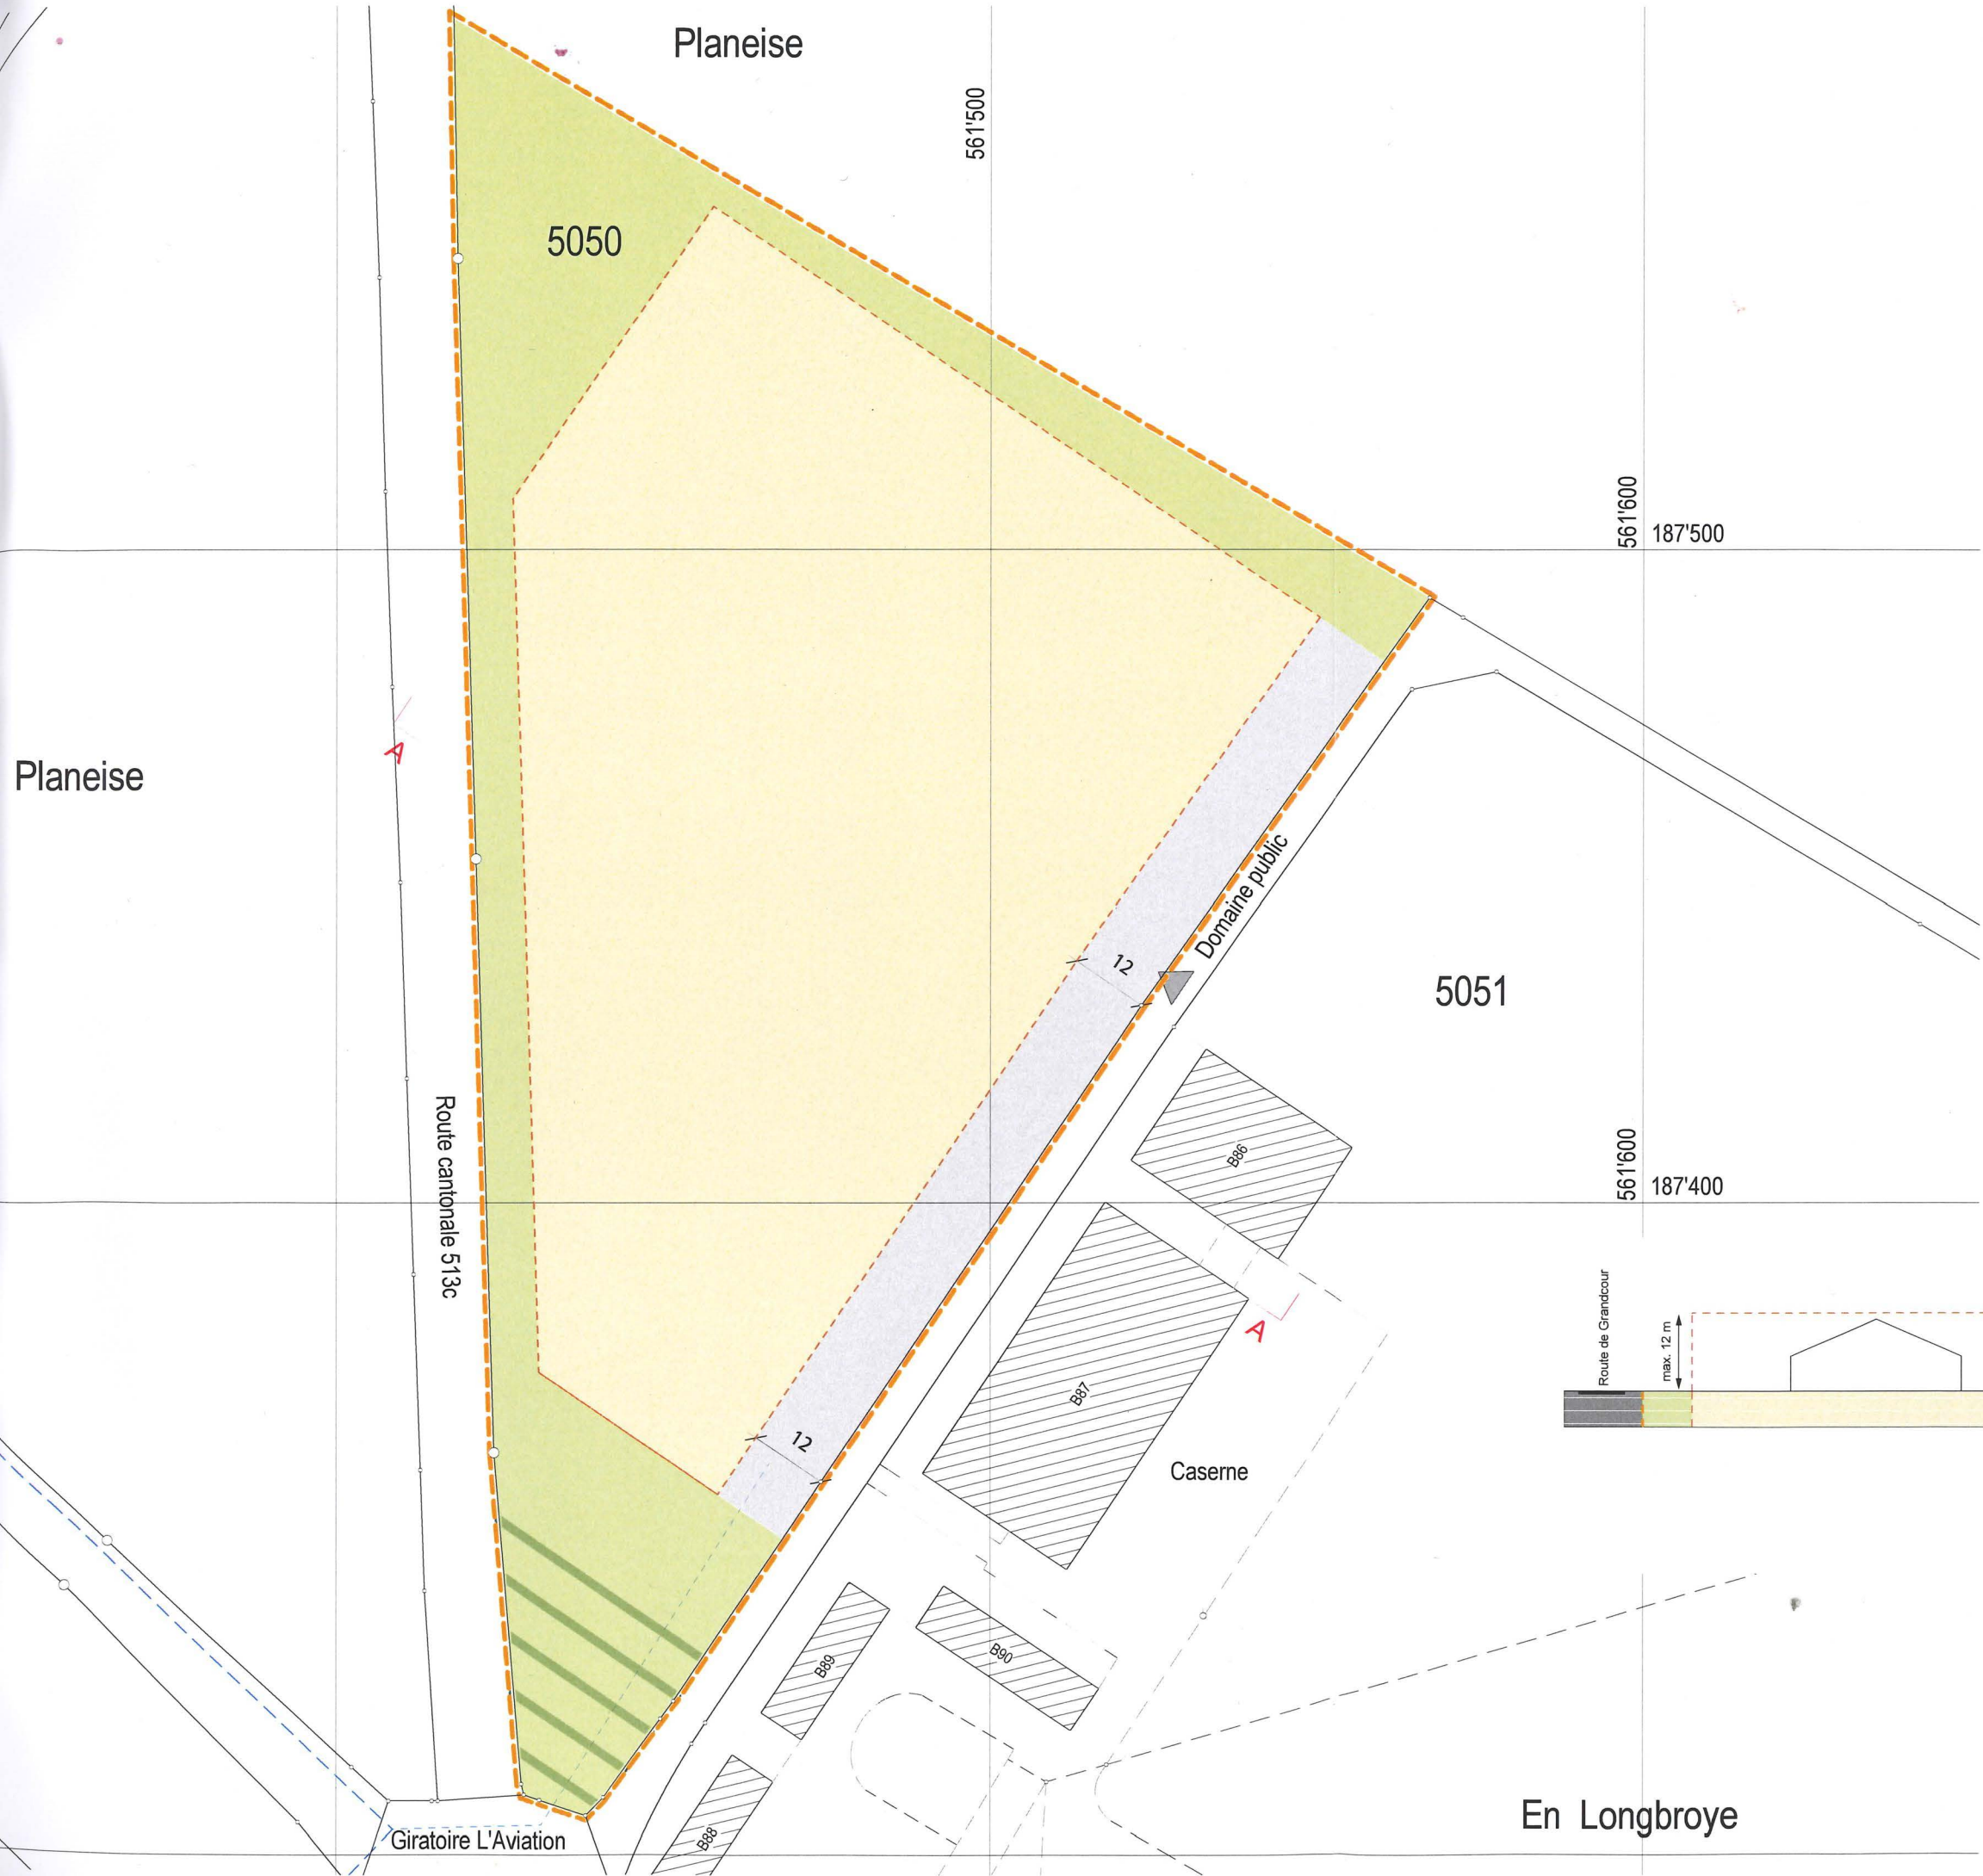 Planeise
561'500
5050
561'600
187'500
Planeise
A
Domaine public
12
5051
Route cantonale 513c
B86
561'600
187'400
Route de Grandcour
max. 12 m
A
B87
12
Caserne
B89
B90
B88
Giratoire L'Aviation
En Longbroye